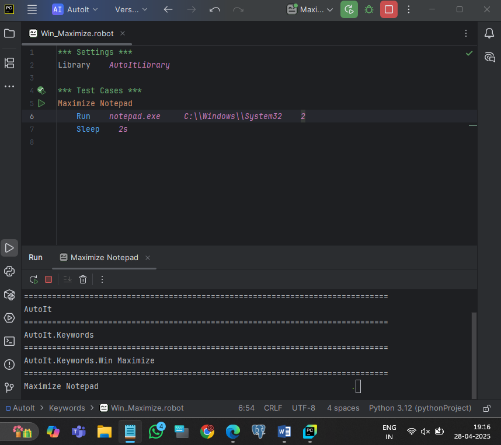 PC AI AutoIt Vers... Maxi...
Win_Maximize.robot
1 *** Settings ***
2 Library AutoItLibrary
3
4 *** Test Cases ***
5 Maximize Notepad
6 Run notepad.exe C:\\Windows\\System32 2
7 Sleep 2s
8
Run Maximize Notepad
==============================================================================
AutoIt
==============================================================================
AutoIt.Keywords
==============================================================================
AutoIt.Keywords.Win Maximize
==============================================================================
Maximize Notepad .
AutoIt Keywords Win_Maximize.robot 6:54 CRLF UTF-8 4 spaces Python 3.12 (pythonProject)
4 ENG 19:16
IN 28-04-2025